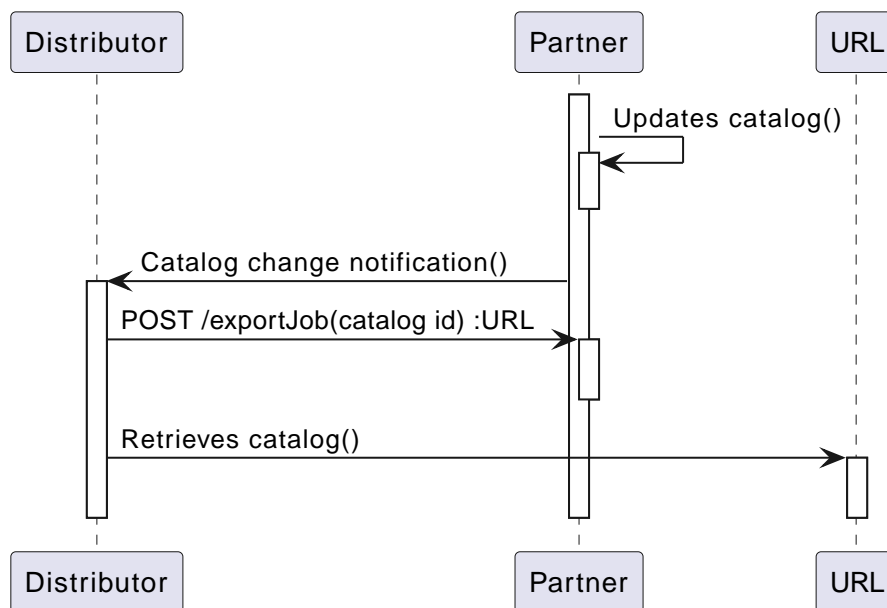 Distributor Partner URL
Updates catalog()
Catalog change notification()
POST /exportJob(catalog id) :URL
Retrieves catalog()
Distributor Partner URL